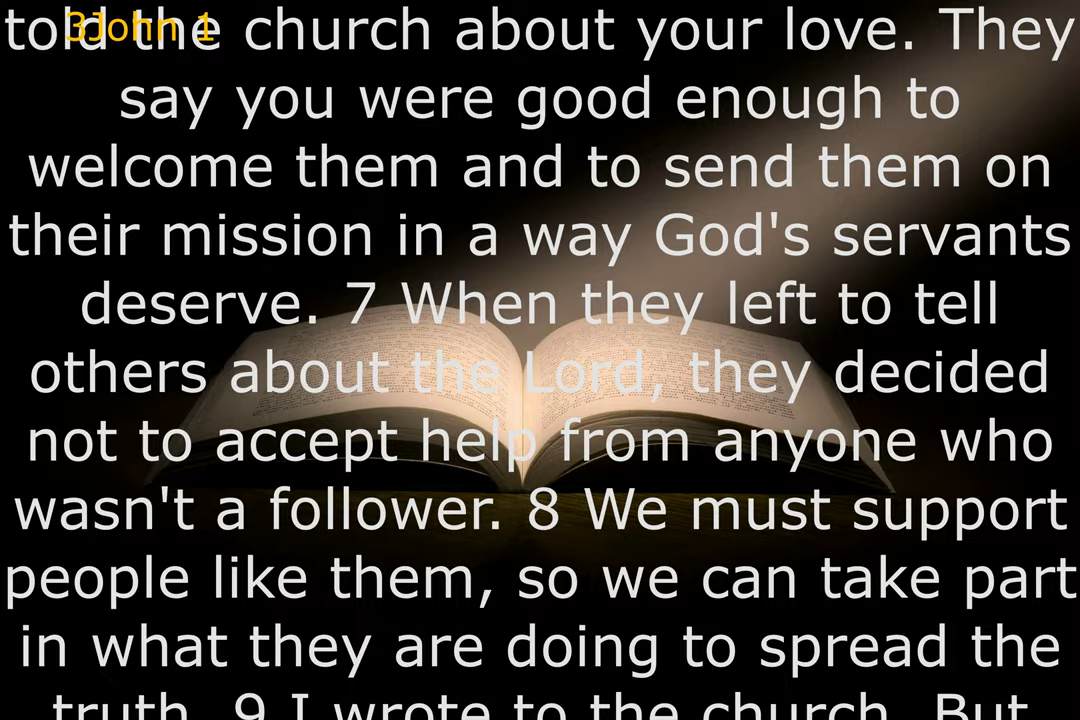 3John 1
told the church about your love. They
say you were good enough to
welcome them and to send them on
their mission in a way God's servants
deserve. 7 When they left to tell
others about the Lord, they decided
not to accept help from anyone who
wasn't a follower. 8 We must support
people like them, so we can take part
in what they are doing to spread the
truth. 9 I wrote to the church. But